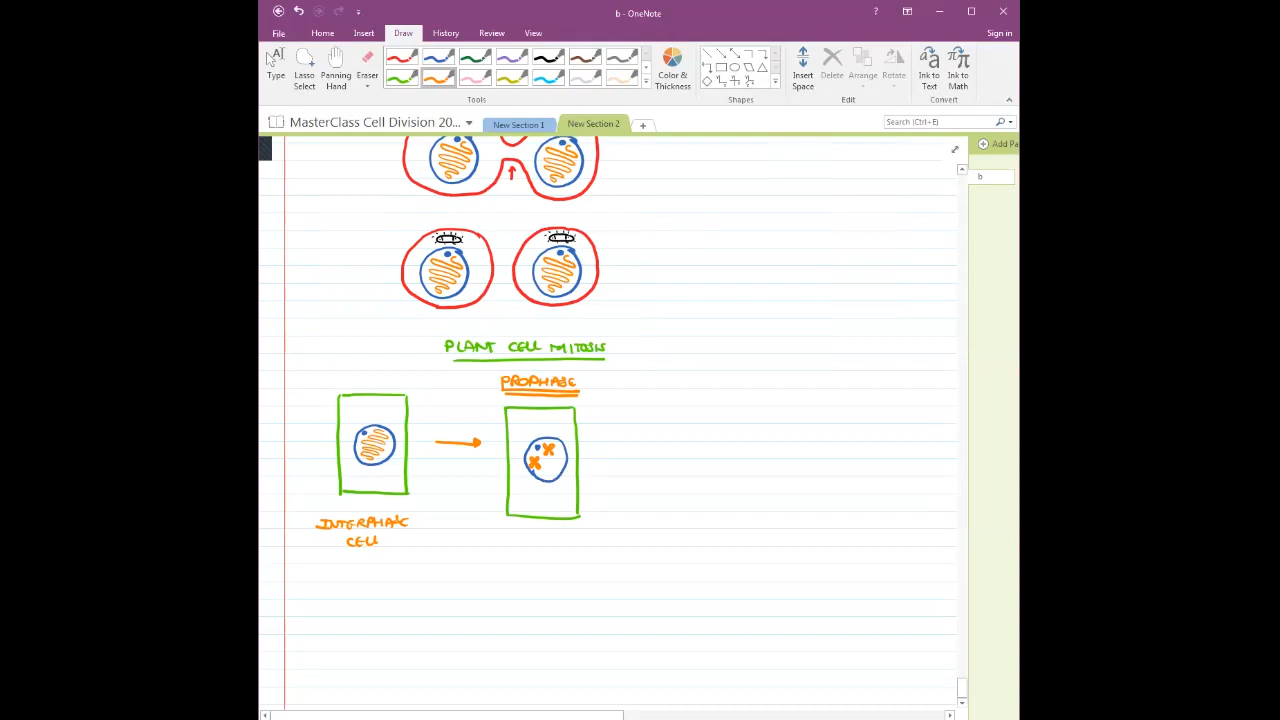 b - OneNote
?
File Home Insert Draw History Review View Sign in
Type
Lasso Select
Panning Hand
Eraser
Color & Thickness
Insert Space
Delete
Arrange
Rotate
Ink to Text
Ink to Math
Tools Shapes Edit Convert
MasterClass Cell Division 20... New Section 1 New Section 2 + Search (Ctrl+E)
Add Pa
b
PLANT CELL MITOSIS
PROPHASE
INTERPHASE
CELL